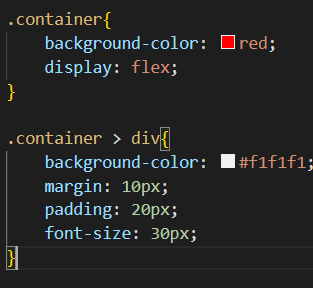 .container{
    background-color: red;
    display: flex;
}

.container > div{
    background-color: #f1f1f1;
    margin: 10px;
    padding: 20px;
    font-size: 30px;
}